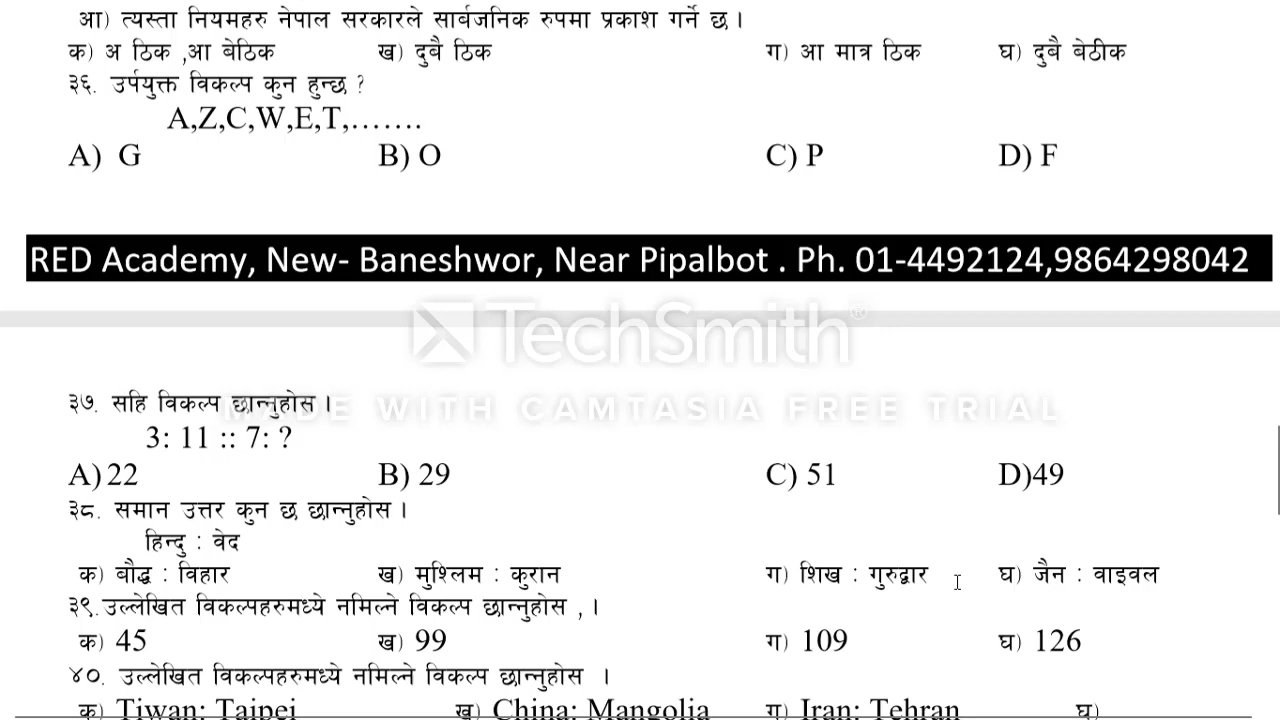 आ) त्यस्ता नियमहरु नेपाल सरकारले सार्बजनिक रुपमा प्रकाश गर्ने छ ।
क) अ ठिक ,आ बेठिक ख) दुबै ठिक ग) आ मात्र ठिक घ) दुबै बेठीक
३६. उर्पयुक्त विकल्प कुन हुन्छ ?
A,Z,C,W,E,T,.......
A) G B) O C) P D) F
RED Academy, New- Baneshwor, Near Pipalbot . Ph. 01-4492124,9864298042
TechSmith®
MADE WITH CAMTASIA FREE TRIAL
३७. सहि विकल्प छान्नुहोस ।
3: 11 :: 7: ?
A) 22 B) 29 C) 51 D)49
३८. समान उत्तर कुन छ छान्नुहोस ।
हिन्दु : वेद
क) बौद्ध : विहार ख) मुश्लिम : कुरान ग) शिख : गुरुद्वार घ) जैन : वाइवल
३९.उल्लेखित विकल्पहरुमध्ये नमिल्ने विकल्प छान्नुहोस , ।
क) 45 ख) 99 ग) 109 घ) 126
४०. उल्लेखित विकल्पहरुमध्ये नमिल्ने विकल्प छान्नुहोस ।
क) Tiwan: Taipei ख) China: Mangolia ग) Iran: Tehran घ)